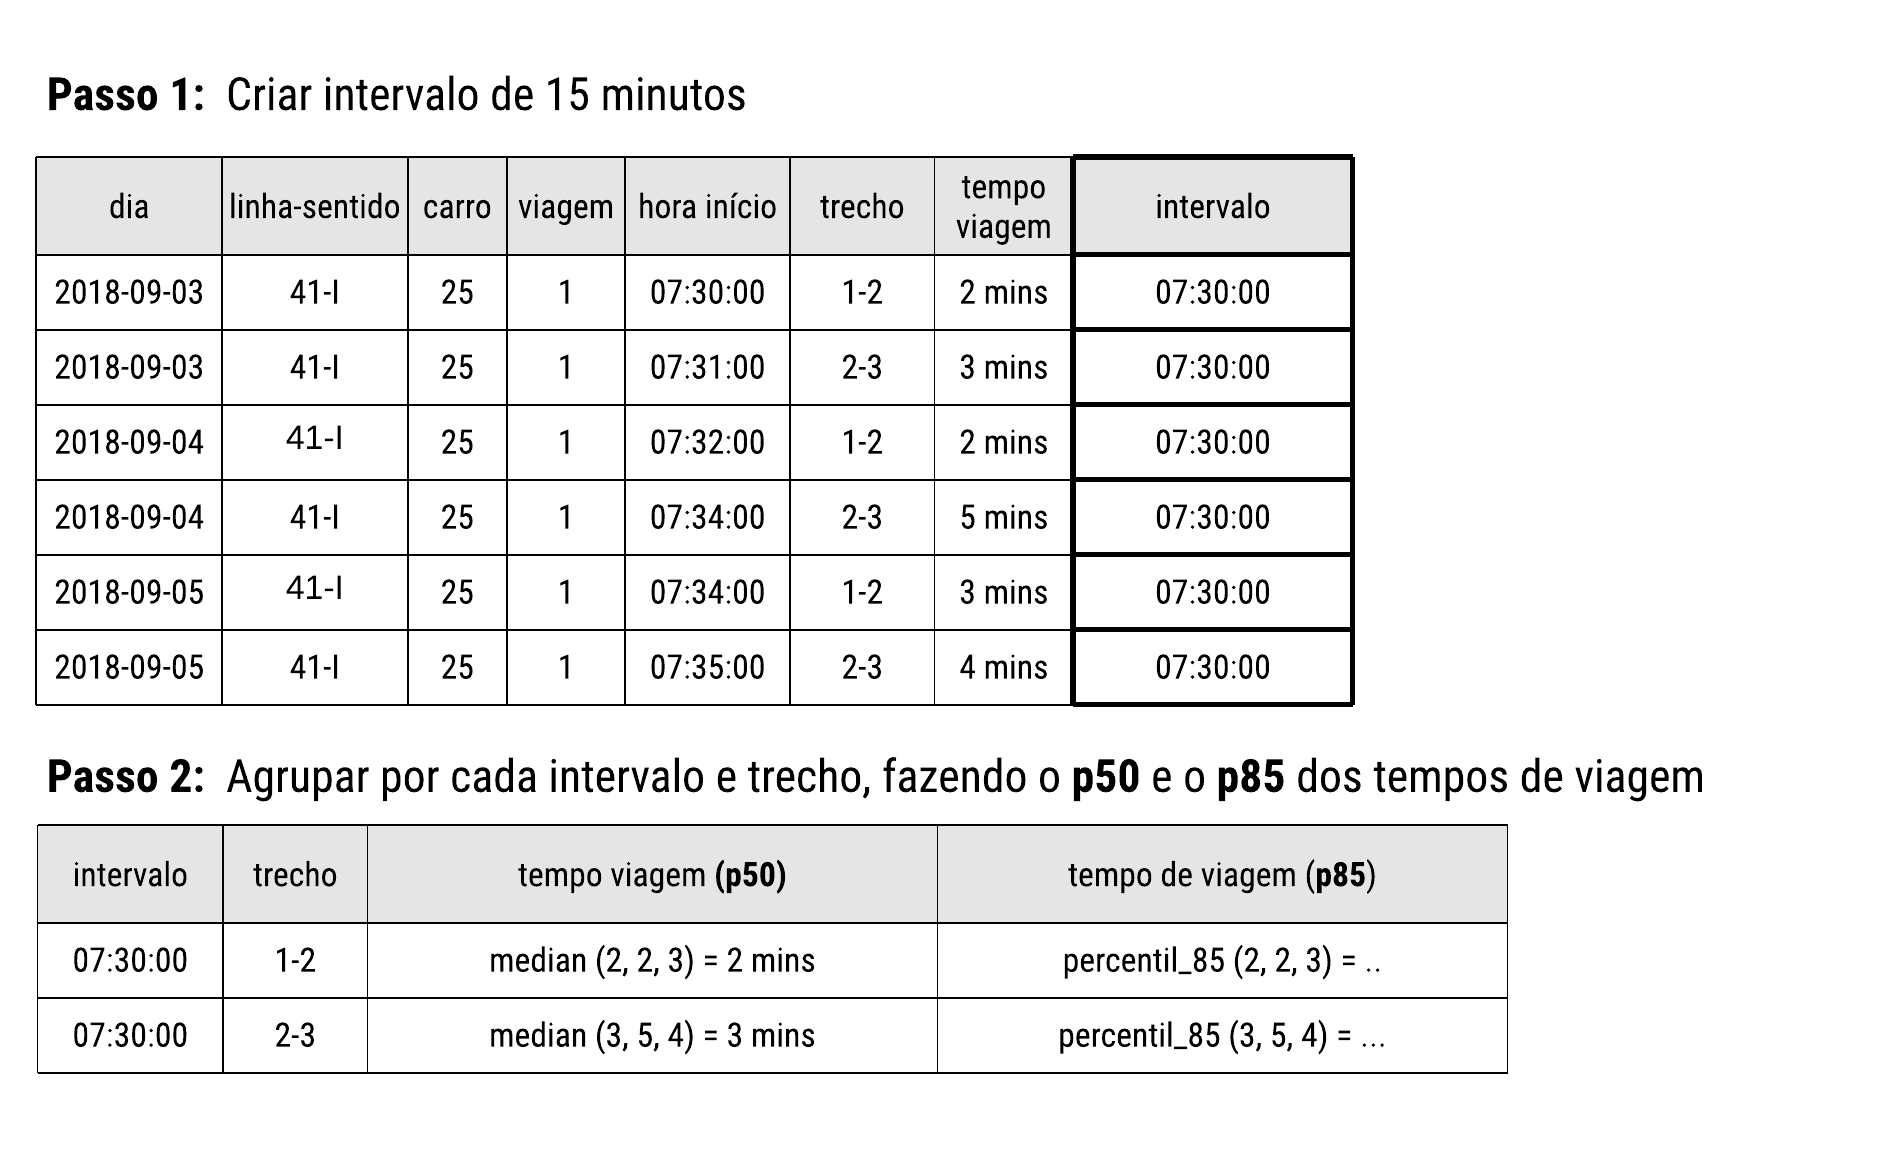 Passo 1: Criar intervalo de 15 minutos
dia linha-sentido carro viagem hora início trecho tempo viagem intervalo
2018-09-03 41-I 25 1 07:30:00 1-2 2 mins 07:30:00
2018-09-03 41-I 25 1 07:31:00 2-3 3 mins 07:30:00
2018-09-04 41-I 25 1 07:32:00 1-2 2 mins 07:30:00
2018-09-04 41-I 25 1 07:34:00 2-3 5 mins 07:30:00
2018-09-05 41-I 25 1 07:34:00 1-2 3 mins 07:30:00
2018-09-05 41-I 25 1 07:35:00 2-3 4 mins 07:30:00
Passo 2: Agrupar por cada intervalo e trecho, fazendo o p50 e o p85 dos tempos de viagem
intervalo trecho tempo viagem (p50) tempo de viagem (p85)
07:30:00 1-2 median (2, 2, 3) = 2 mins percentil_85 (2, 2, 3) = ..
07:30:00 2-3 median (3, 5, 4) = 3 mins percentil_85 (3, 5, 4) = ...